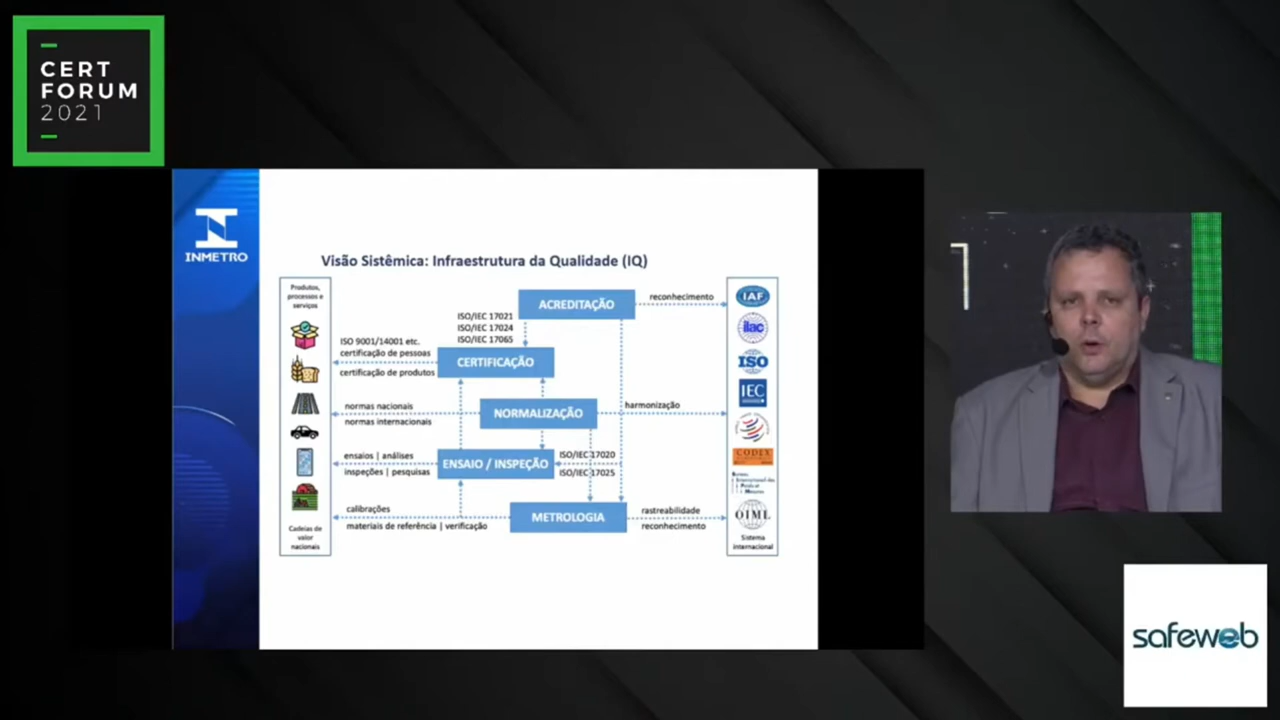 CERT
FORUM
2021
INMETRO
Visão Sistêmica: Infraestrutura da Qualidade (IQ)
Produtos,
processos e
serviços
ACREDITAÇÃO
reconhecimento
IAF
ISO/IEC 17021
ISO/IEC 17024
ISO/IEC 17065
ilac
ISO 9001/14001 etc.
certificação de pessoas
CERTIFICAÇÃO
certificação de produtos
ISO
IEC
normas nacionais
NORMALIZAÇÃO
harmonização
normas internacionais
ensaios | análises
ENSAIO / INSPEÇÃO
ISO/IEC 17020
CODEX
inspeções | pesquisas
ISO/IEC 17025
calibrações
METROLOGIA
rastreabilidade
OIML
materiais de referência | verificação
reconhecimento
Cadeias de
valor
nacionais
Sistema
internacional
safeweb